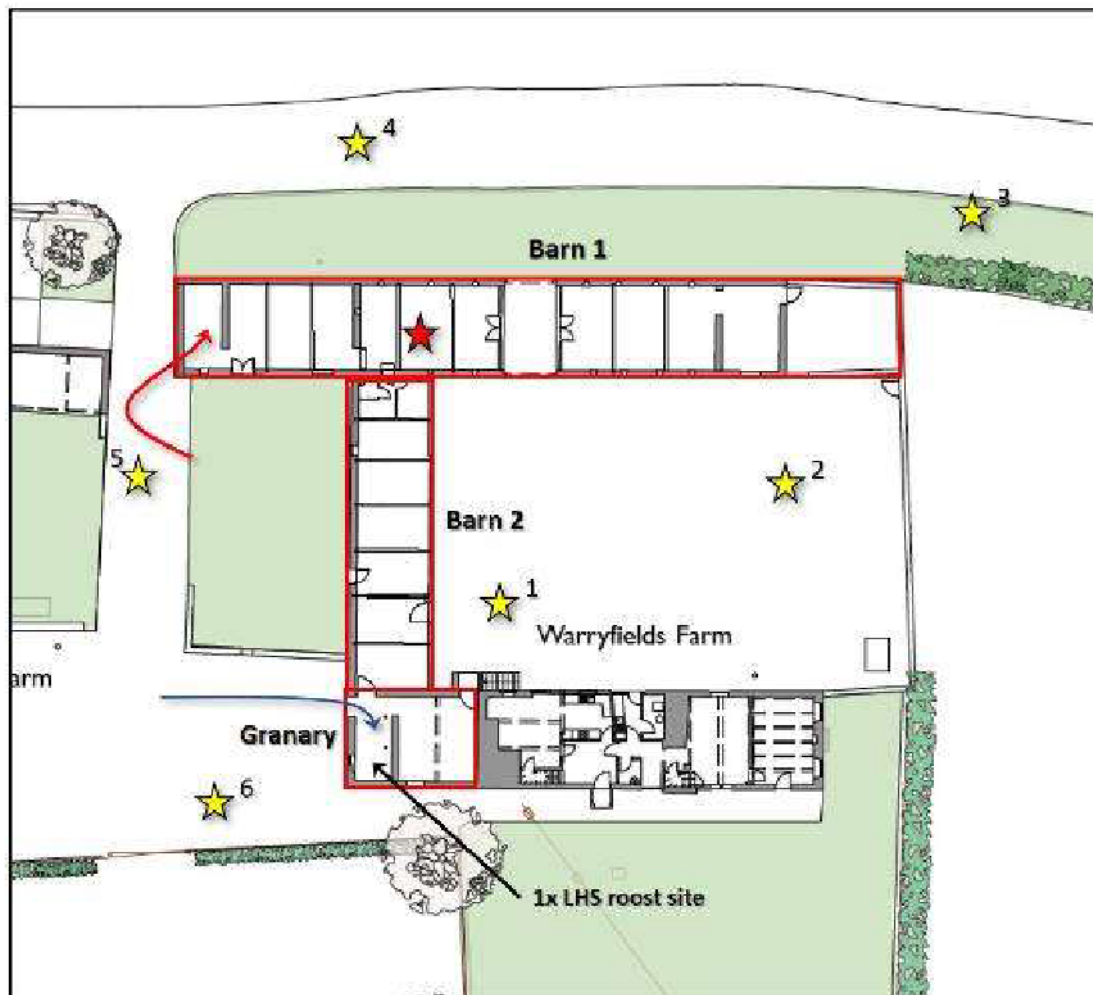 4
3
Barn 1
5
2
Barn 2
1
Warryfields Farm
arm
Granary
6
1x LHS roost site